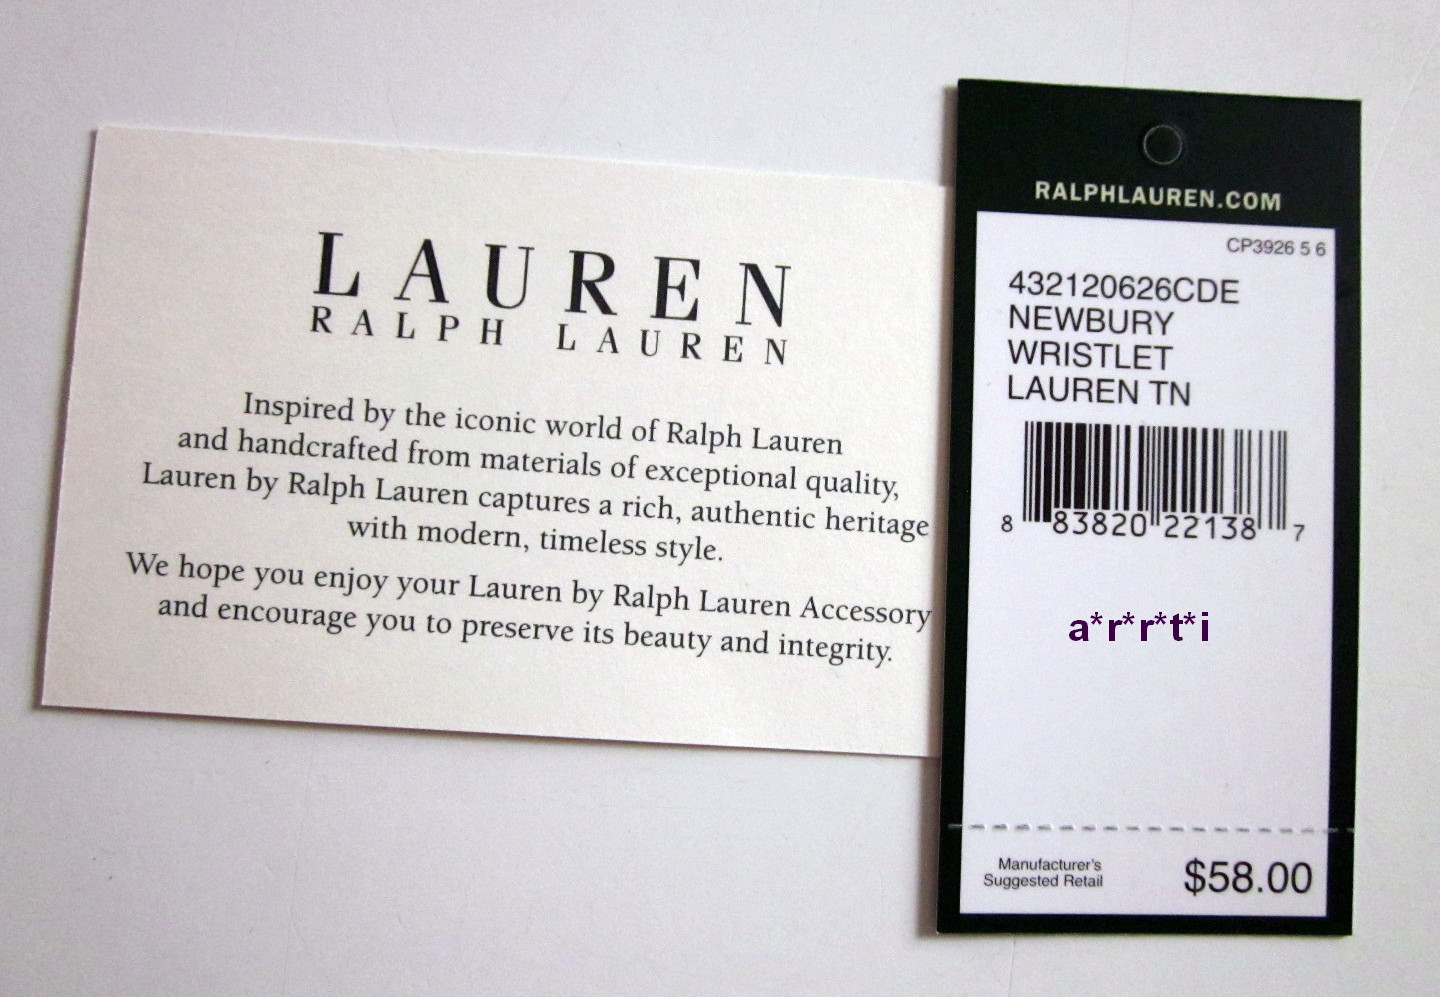 LAUREN
RALPH LAUREN
Inspired by the iconic world of Ralph Lauren
and handcrafted from materials of exceptional quality,
Lauren by Ralph Lauren captures a rich, authentic heritage
with modern, timeless style.
We hope you enjoy your Lauren by Ralph Lauren Accessory
and encourage you to preserve its beauty and integrity.
RALPHLAUREN.COM
CP3926 5 6
432120626CDE
NEWBURY
WRISTLET
LAUREN TN
8 83820 22138 7
a*r*r*t*i
Manufacturer's
Suggested Retail
$58.00